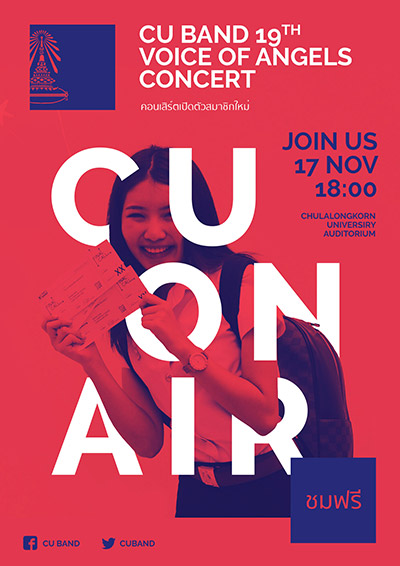 CU BAND 19TH
VOICE OF ANGELS
CONCERT
คอนเสิร์ตเปิดตัวสมาชิกใหม่
JOIN US
17 NOV
18:00
CHULALONGKORN
UNIVERSIRY
AUDITORIUM
CU
ON
AIR
XX
ชมฟรี
CU BAND
CUBAND